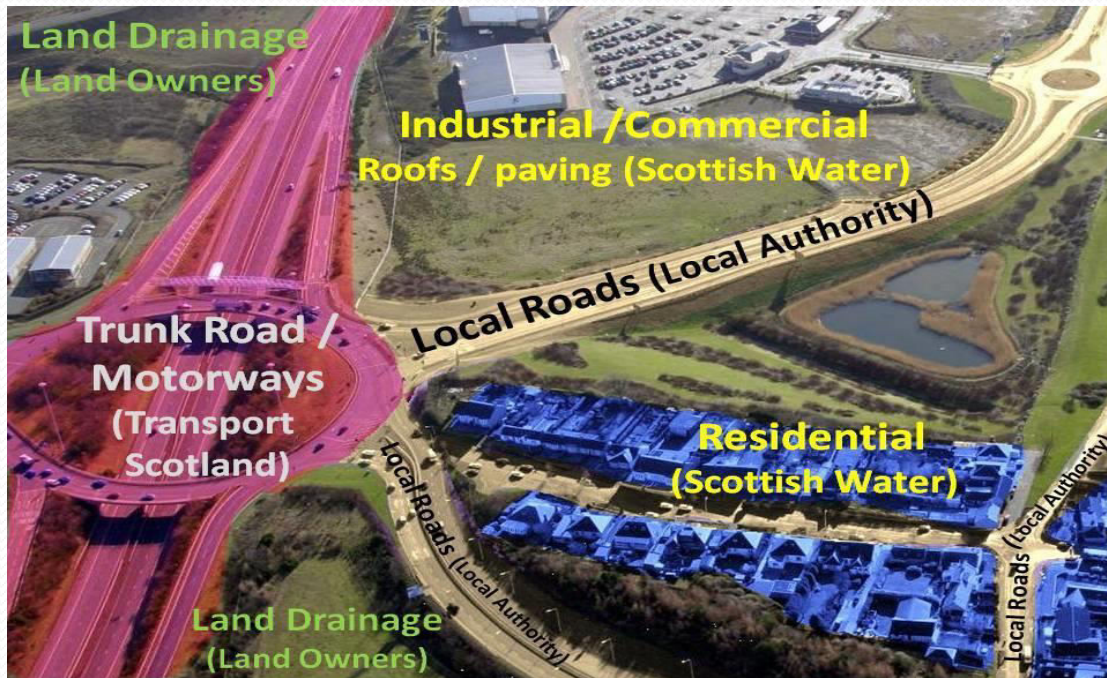 Land Drainage
(Land Owners)
Industrial /Commercial
Roofs / paving (Scottish Water)
Local Roads (Local Authority)
Trunk Road /
Motorways
(Transport
Scotland)
Residential
(Scottish Water)
Local Roads (Local Authority)
Local Roads (Local Authority)
Land Drainage
(Land Owners)